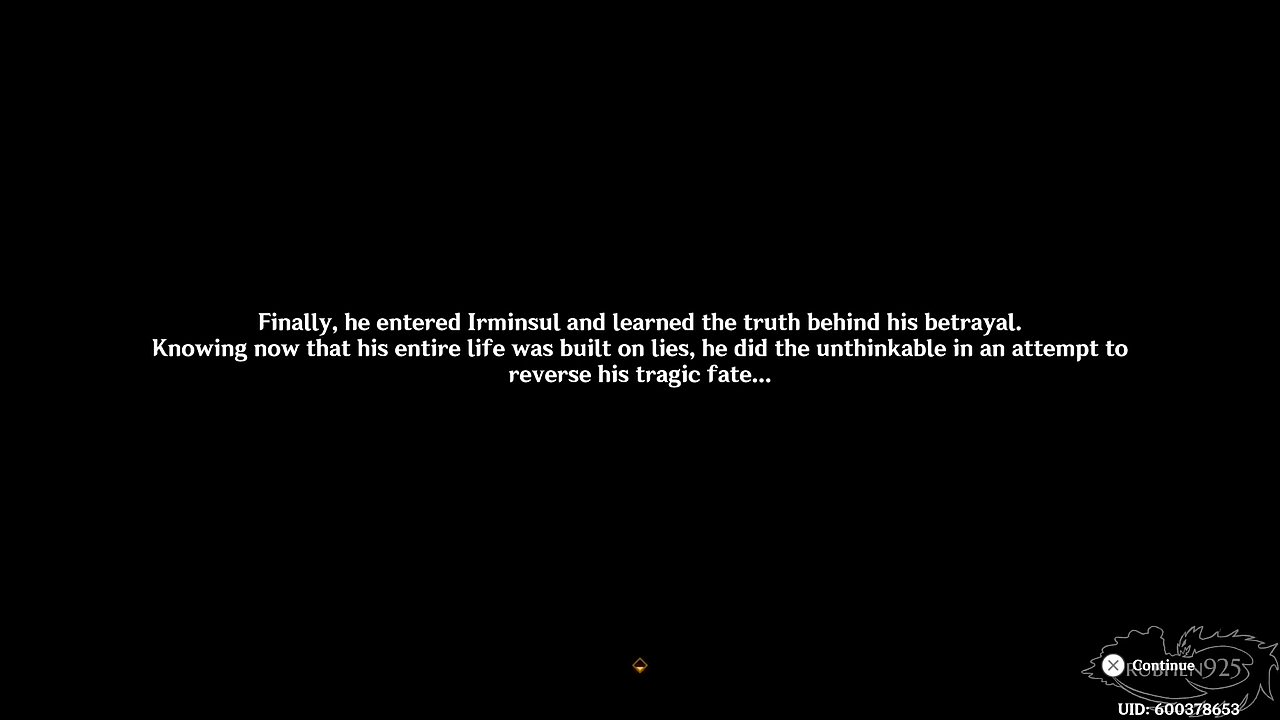 Finally, he entered Irminsul and learned the truth behind his betrayal.
Knowing now that his entire life was built on lies, he did the unthinkable in an attempt to
reverse his tragic fate...
Continue
RUBHEN925
UID: 600378653